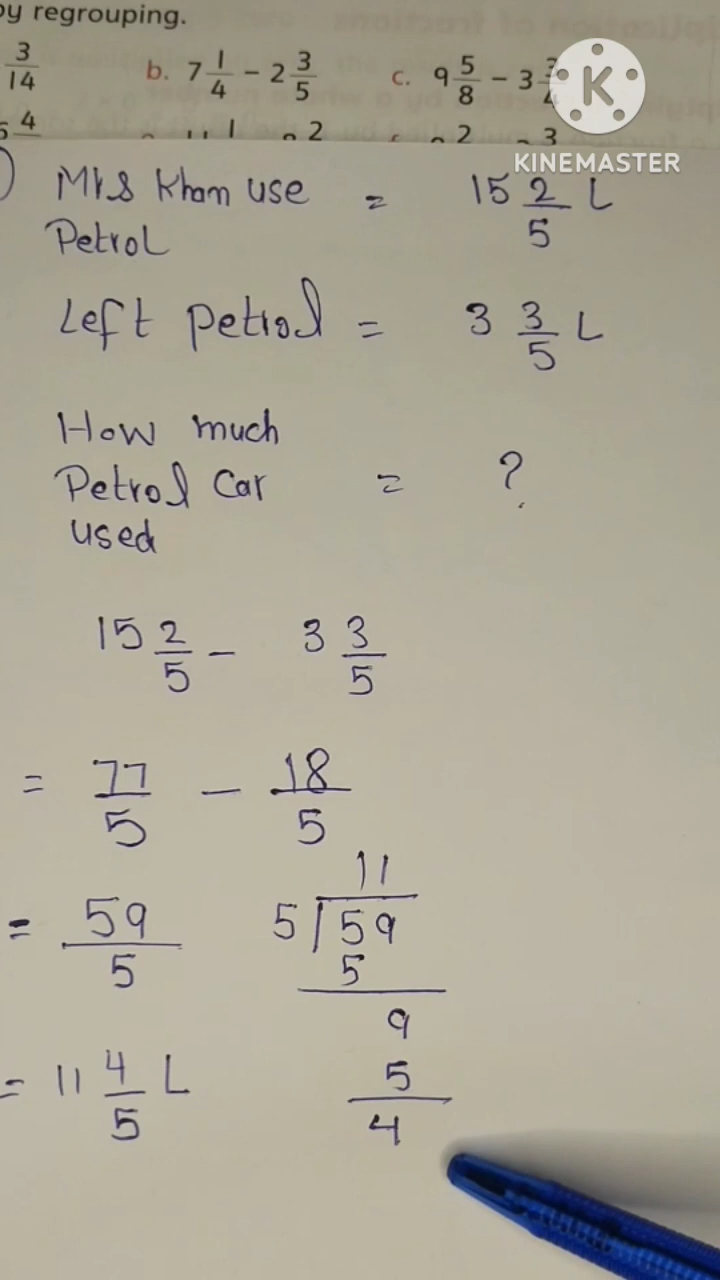 by regrouping.
3/14 b. 7 1/4 − 2 3/5 c. 9 5/8 − 3
KINEMASTER
Mrs Kham use = 15 2/5 L
Petrol
Left petrol = 3 3/5 L
How much
Petrol Car = ?
used
15 2/5 − 3 3/5
= 77/5 − 18/5
11
= 59/5 5 59
5
9
= 11 4/5 L 5
4